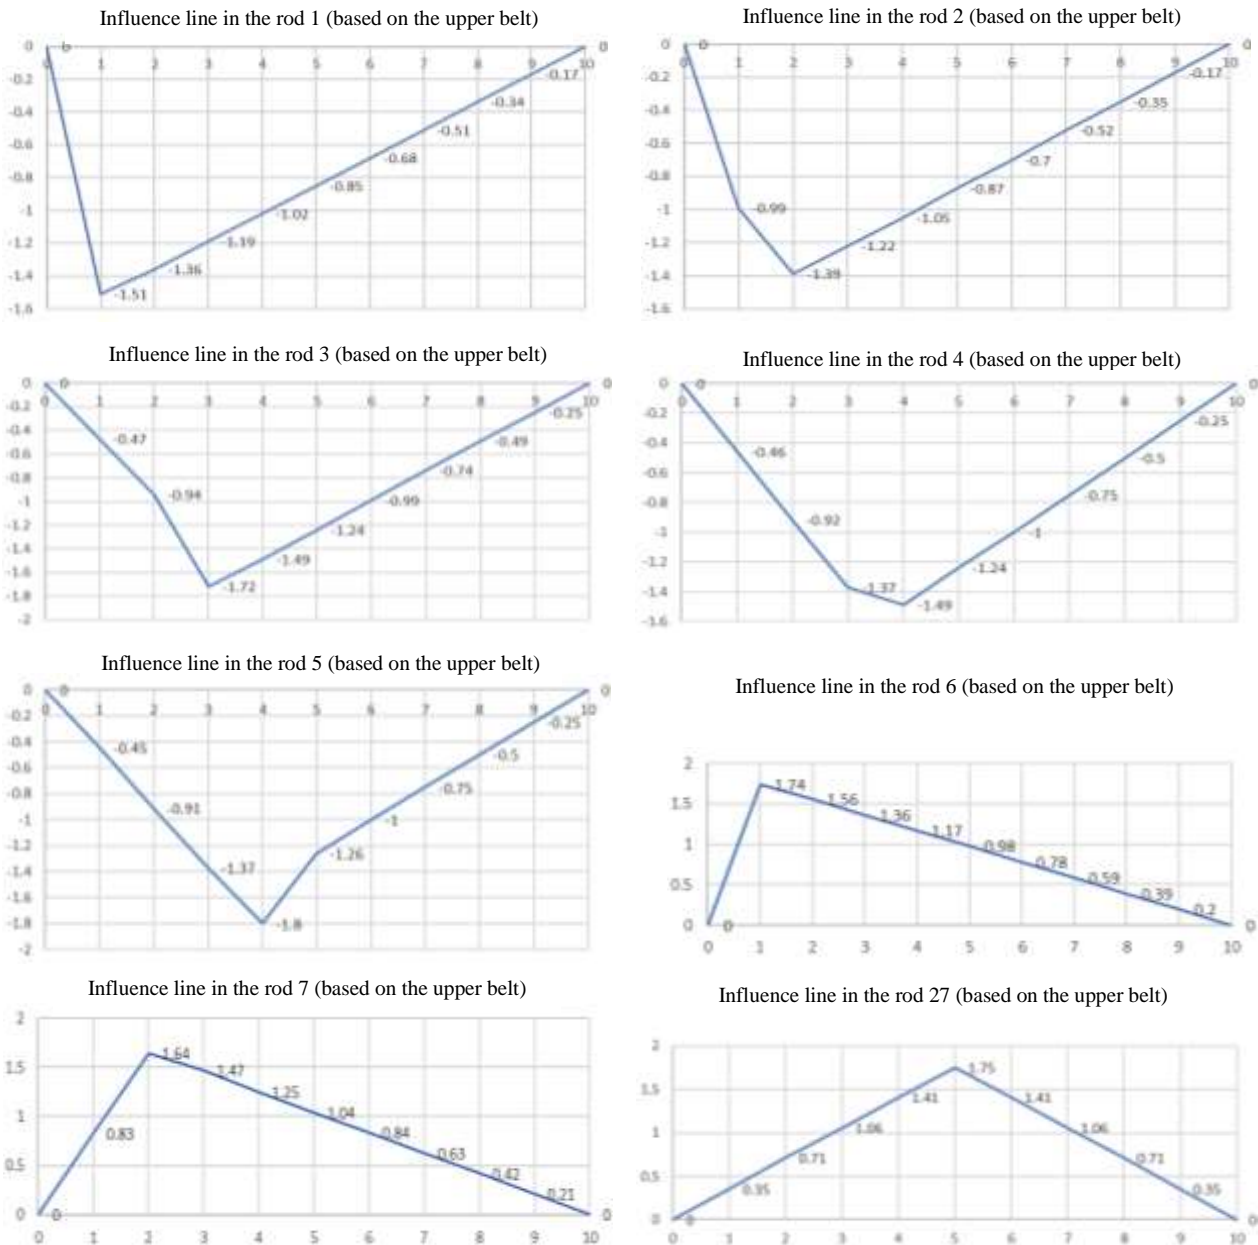 Influence line in the rod 1 (based on the upper belt)
0
-0.2
-0.4
-0.6
-0.8
-1
-1.2
-1.4
-1.6
0 1 2 3 4 5 6 7 8 9 10
0 -1.51 -1.36 -1.19 -1.02 -0.85 -0.68 -0.51 -0.34 -0.17 0
Influence line in the rod 2 (based on the upper belt)
0
-0.2
-0.4
-0.6
-0.8
-1
-1.2
-1.4
-1.6
0 1 2 3 4 5 6 7 8 9 10
0 -0.99 -1.39 -1.22 -1.05 -0.87 -0.7 -0.52 -0.35 -0.17 0
Influence line in the rod 3 (based on the upper belt)
0
-0.2
-0.4
-0.6
-0.8
-1
-1.2
-1.4
-1.6
-1.8
-2
0 1 2 3 4 5 6 7 8 9 10
0 -0.47 -0.94 -1.72 -1.49 -1.24 -0.99 -0.74 -0.49 -0.25 0
Influence line in the rod 4 (based on the upper belt)
0
-0.2
-0.4
-0.6
-0.8
-1
-1.2
-1.4
-1.6
0 1 2 3 4 5 6 7 8 9 10
0 -0.46 -0.92 -1.37 -1.49 -1.24 -1 -0.75 -0.5 -0.25 0
Influence line in the rod 5 (based on the upper belt)
0
-0.2
-0.4
-0.6
-0.8
-1
-1.2
-1.4
-1.6
-1.8
-2
0 1 2 3 4 5 6 7 8 9 10
0 -0.45 -0.91 -1.37 -1.8 -1.26 -1 -0.75 -0.5 -0.25 0
Influence line in the rod 6 (based on the upper belt)
2
1.5
1
0.5
0
0 1.74 1.56 1.36 1.17 0.98 0.78 0.59 0.39 0.2 0
0 1 2 3 4 5 6 7 8 9 10
Influence line in the rod 7 (based on the upper belt)
2
1.5
1
0.5
0
0 0.83 1.64 1.47 1.25 1.04 0.84 0.63 0.42 0.21 0
0 1 2 3 4 5 6 7 8 9 10
Influence line in the rod 27 (based on the upper belt)
2
1.5
1
0.5
0
0 0.35 0.71 1.06 1.41 1.75 1.41 1.06 0.71 0.35 0
0 1 2 3 4 5 6 7 8 9 10